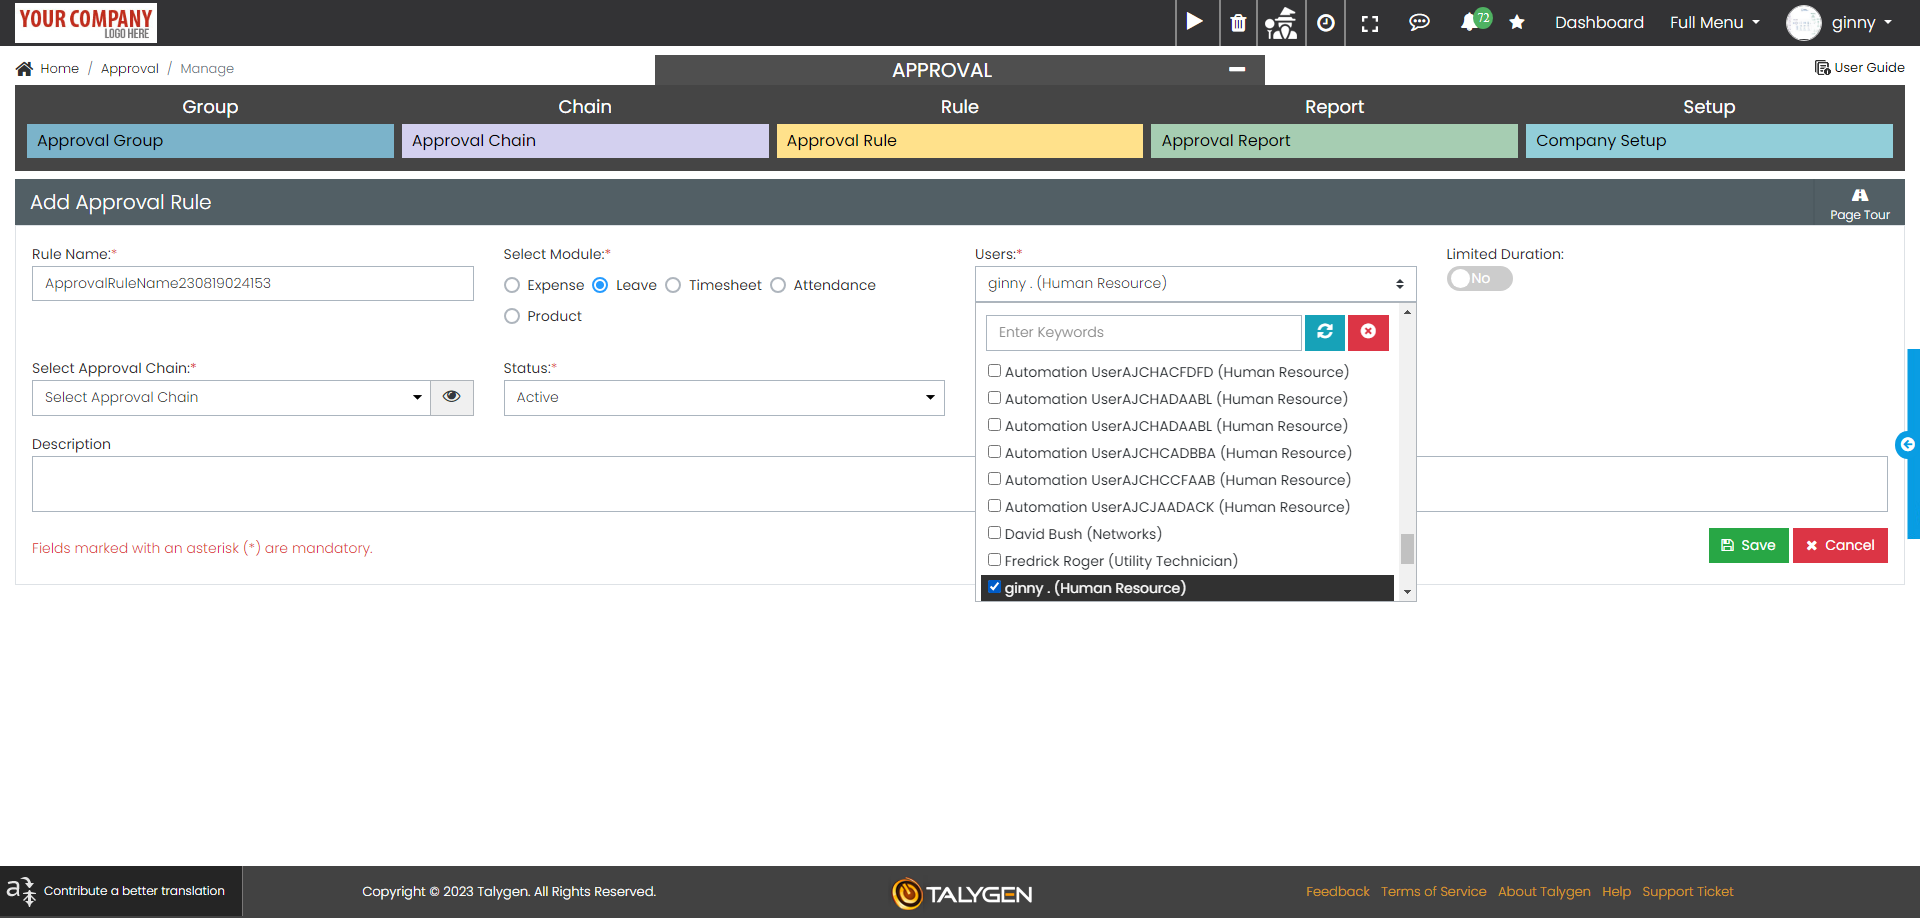 YOUR COMPANY
LOGO HERE
72
Dashboard
Full Menu
ginny
Home / Approval / Manage
APPROVAL
User Guide
Group
Chain
Rule
Report
Setup
Approval Group
Approval Chain
Approval Rule
Approval Report
Company Setup
Add Approval Rule
Page Tour
Rule Name:*
Select Module:*
Users:*
Limited Duration:
ApprovalRuleName230819024153
Expense
Leave
Timesheet
Attendance
Product
ginny . (Human Resource)
No
Enter Keywords
Automation UserAJCHACFDFD (Human Resource)
Automation UserAJCHADAABL (Human Resource)
Automation UserAJCHADAABL (Human Resource)
Automation UserAJCHCADBBA (Human Resource)
Automation UserAJCHCCFAAB (Human Resource)
Automation UserAJCJAADACK (Human Resource)
David Bush (Networks)
Fredrick Roger (Utility Technician)
ginny . (Human Resource)
Select Approval Chain:*
Status:*
Select Approval Chain
Active
Description
Fields marked with an asterisk (*) are mandatory.
Save
Cancel
Contribute a better translation
Copyright © 2023 Talygen. All Rights Reserved.
TALYGEN
Feedback
Terms of Service
About Talygen
Help
Support Ticket